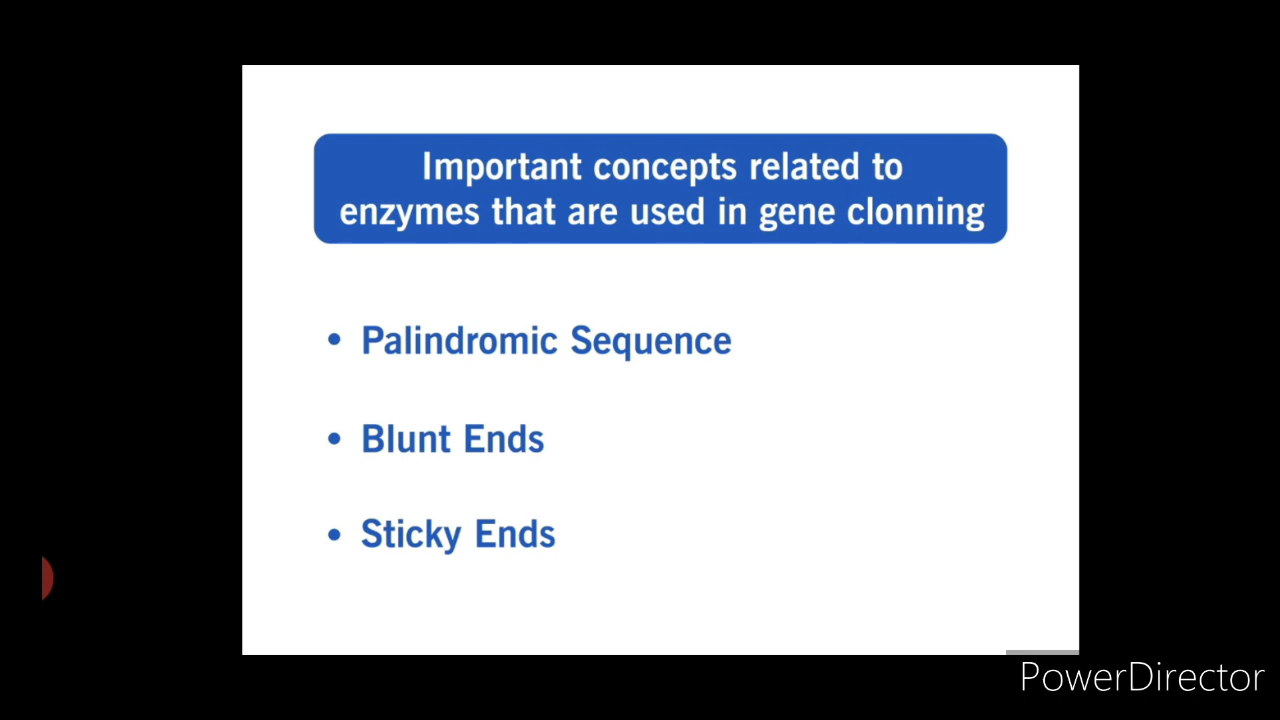 Important concepts related to
enzymes that are used in gene clonning
• Palindromic Sequence
• Blunt Ends
• Sticky Ends
PowerDirector